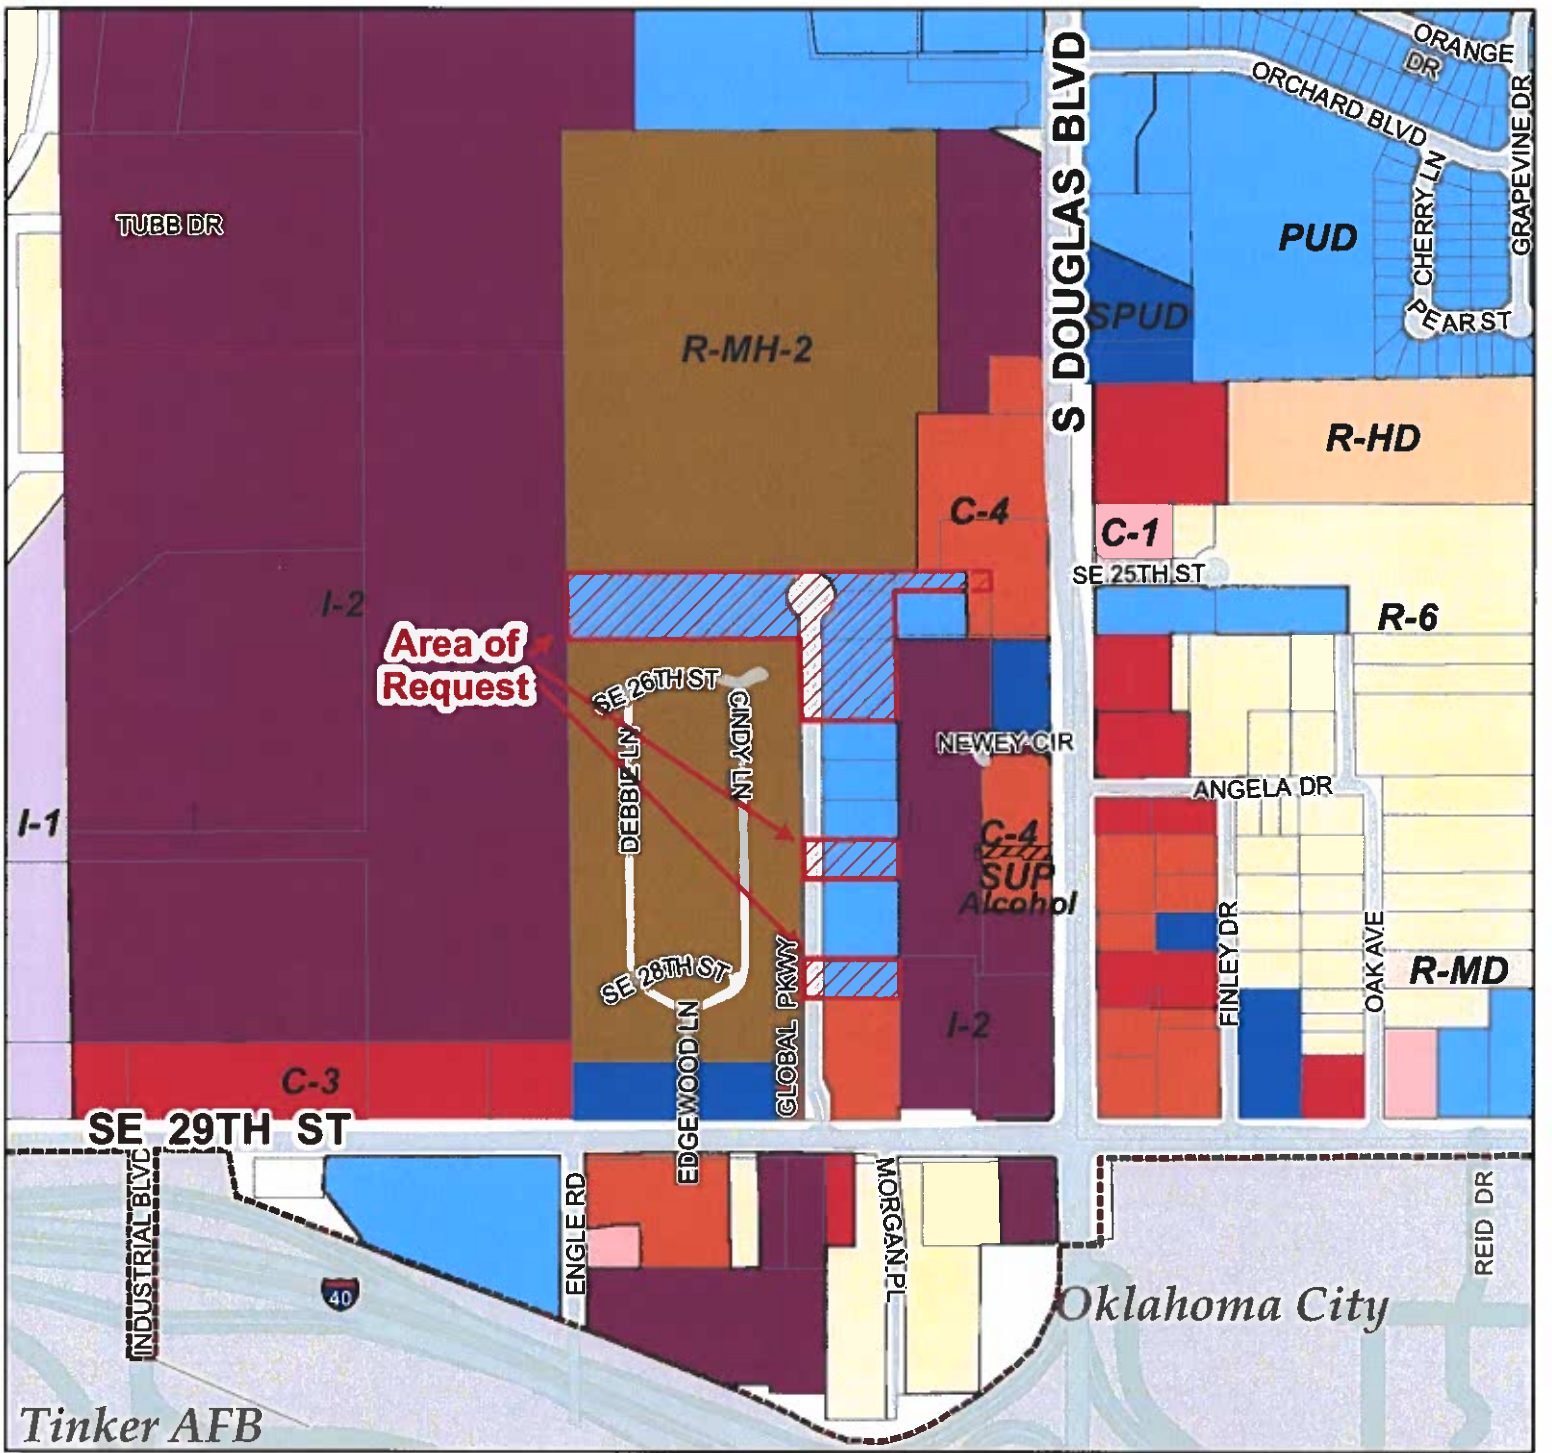 ORANGE
DR
ORCHARD BLVD
GRAPEVINE DR
CHERRY LN
PEAR ST
S DOUGLAS BLVD
TUBB DR
PUD
SPUD
R-MH-2
R-HD
C-4
C-1
SE 25TH ST
I-2
R-6
Area of
Request
SE 26TH ST
CINDY LN
DEBBIE LN
NEWEY CIR
ANGELA DR
I-1
C-4
SUP
Alcohol
FINLEY DR
OAK AVE
R-MD
SE 28TH ST
GLOBAL PKWY
EDGEWOOD LN
I-2
C-3
SE 29TH ST
INDUSTRIAL BLVD
ENGLE RD
MORGAN PL
REID DR
40
Oklahoma City
Tinker AFB